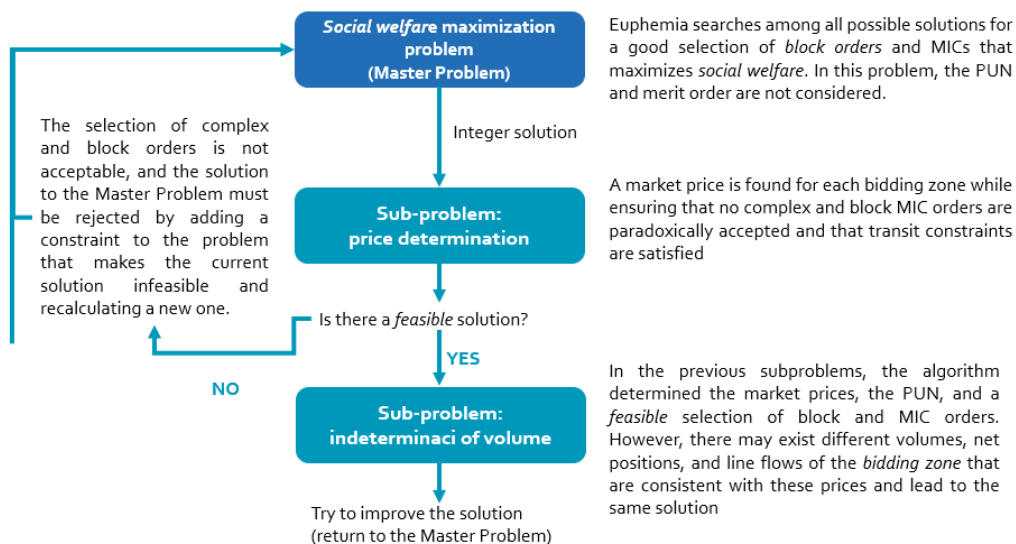 Social welfare maximization
problem
(Master Problem)
Euphemia searches among all possible solutions for
a good selection of block orders and MICs that
maximizes social welfare. In this problem, the PUN
and merit order are not considered.
Integer solution
The selection of complex
and block orders is not
acceptable, and the solution
to the Master Problem must
be rejected by adding a
constraint to the problem
that makes the current
solution infeasible and
recalculating a new one.
Sub-problem:
price determination
A market price is found for each bidding zone while
ensuring that no complex and block MIC orders are
paradoxically accepted and that transit constraints
are satisfied
Is there a feasible solution?
YES
NO
Sub-problem:
indeterminaci of volume
In the previous subproblems, the algorithm
determined the market prices, the PUN, and a
feasible selection of block and MIC orders.
However, there may exist different volumes, net
positions, and line flows of the bidding zone that
are consistent with these prices and lead to the
same solution
Try to improve the solution
(return to the Master Problem)